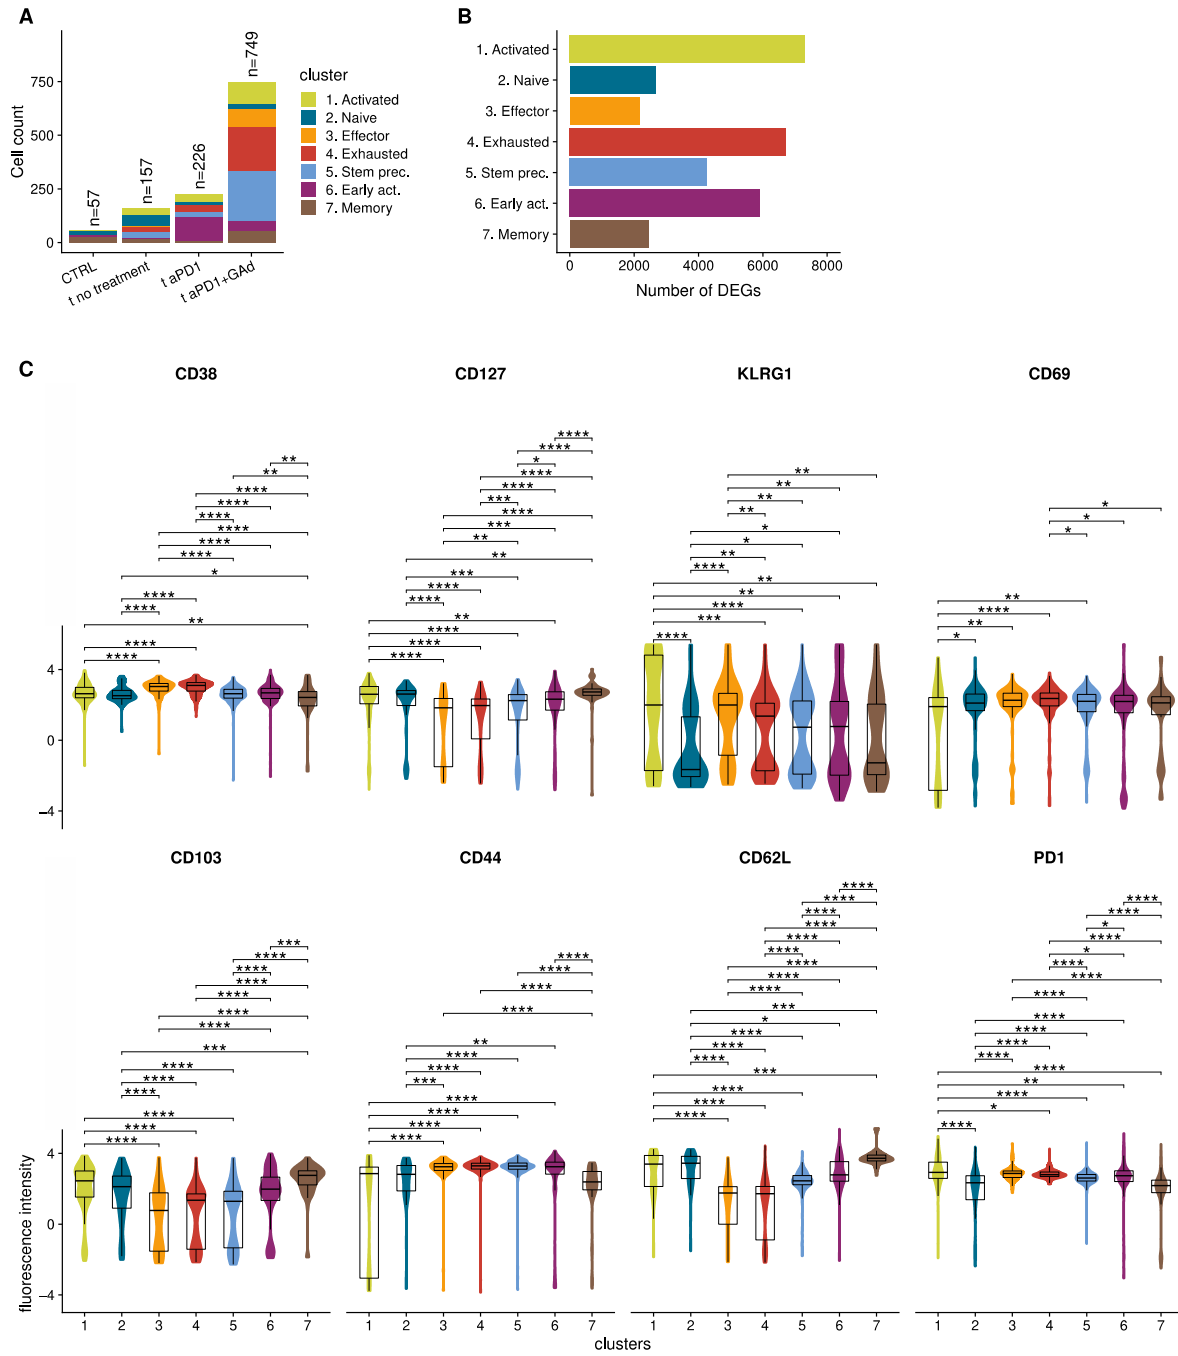 A
B
Cell count
750
500
250
0
n=57
n=157
n=226
n=749
CTRL
t no treatment
t aPD1
t aPD1+GAd
cluster
1. Activated
2. Naive
3. Effector
4. Exhausted
5. Stem prec.
6. Early act.
7. Memory
1. Activated
2. Naive
3. Effector
4. Exhausted
5. Stem prec.
6. Early act.
7. Memory
0 2000 4000 6000 8000
Number of DEGs
C
CD38 CD127 KLRG1 CD69
4
0
−4
CD103 CD44 CD62L PD1
4
0
−4
fluorescence intensity
1 2 3 4 5 6 7 1 2 3 4 5 6 7 1 2 3 4 5 6 7 1 2 3 4 5 6 7
clusters